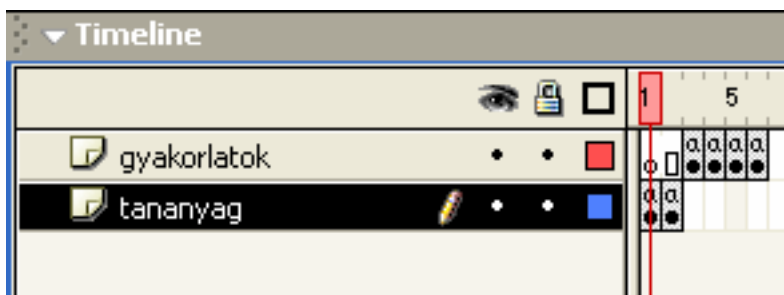 Timeline
1 5
gyakorlatok
a a a a
tananyag
a a